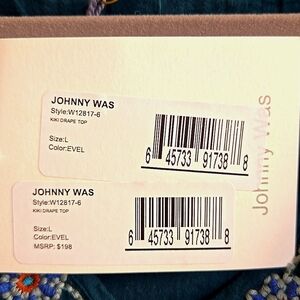 JOHNNY WAS
Style:W12817-6
KIKI DRAPE TOP
Size:L
Color:EVEL
6 45733 91738 8
Johnny Was
JOHNNY WAS
Style:W12817-6
KIKI DRAPE TOP
Size:L
Color:EVEL
MSRP: $198
6 45733 91738 8